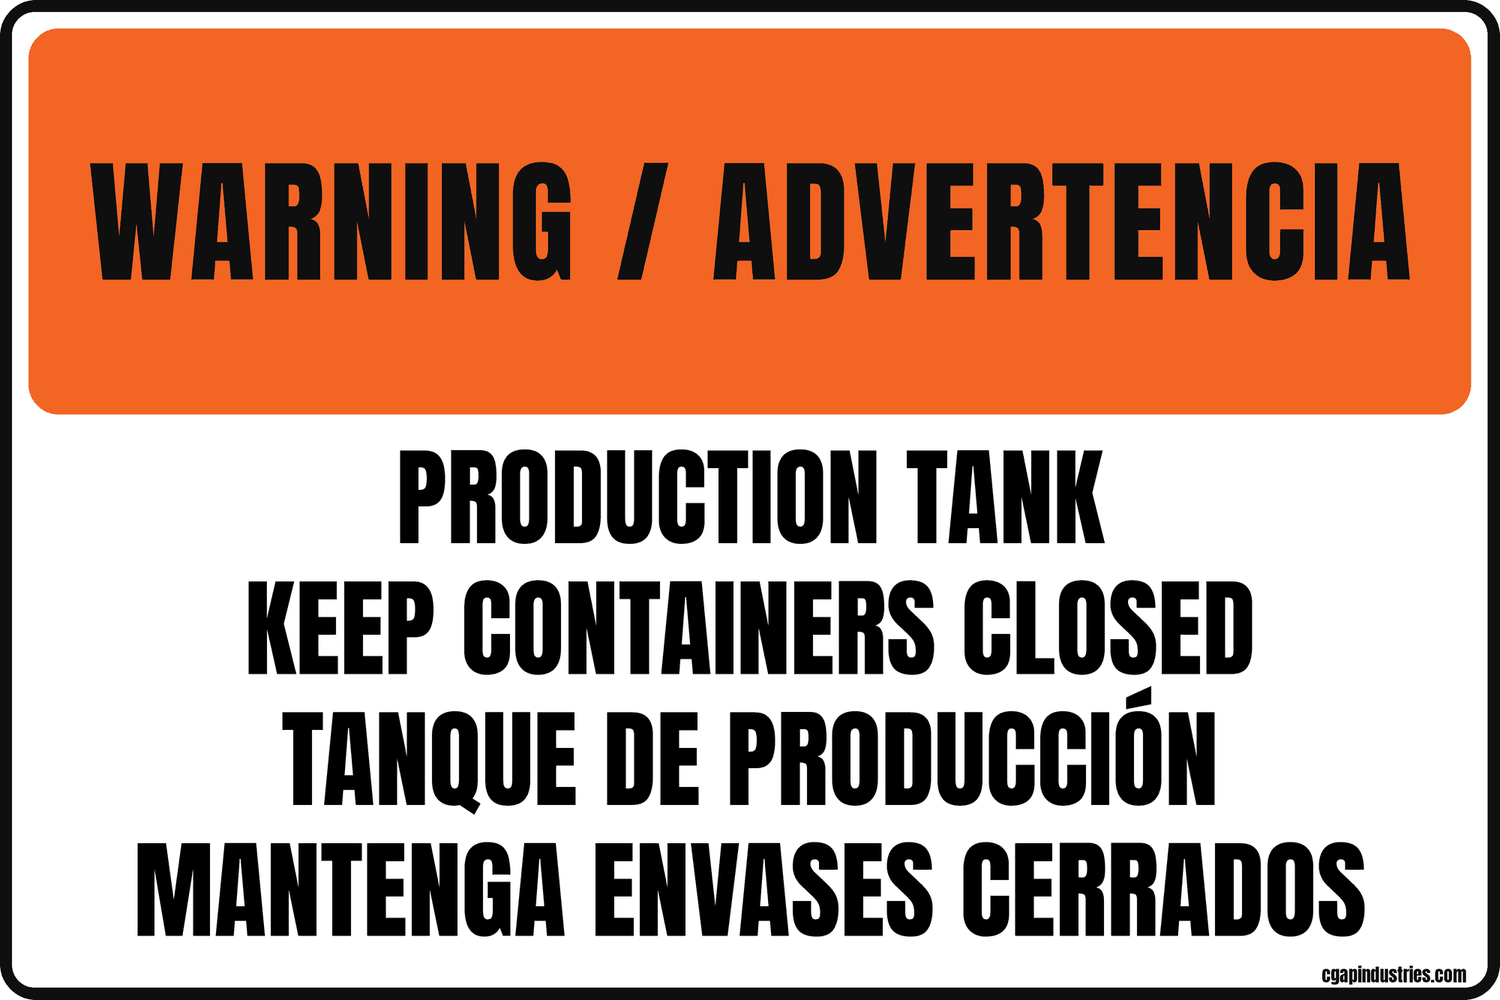 WARNING / ADVERTENCIA
PRODUCTION TANK
KEEP CONTAINERS CLOSED
TANQUE DE PRODUCCIÓN
MANTENGA ENVASES CERRADOS
cgapindustries.com